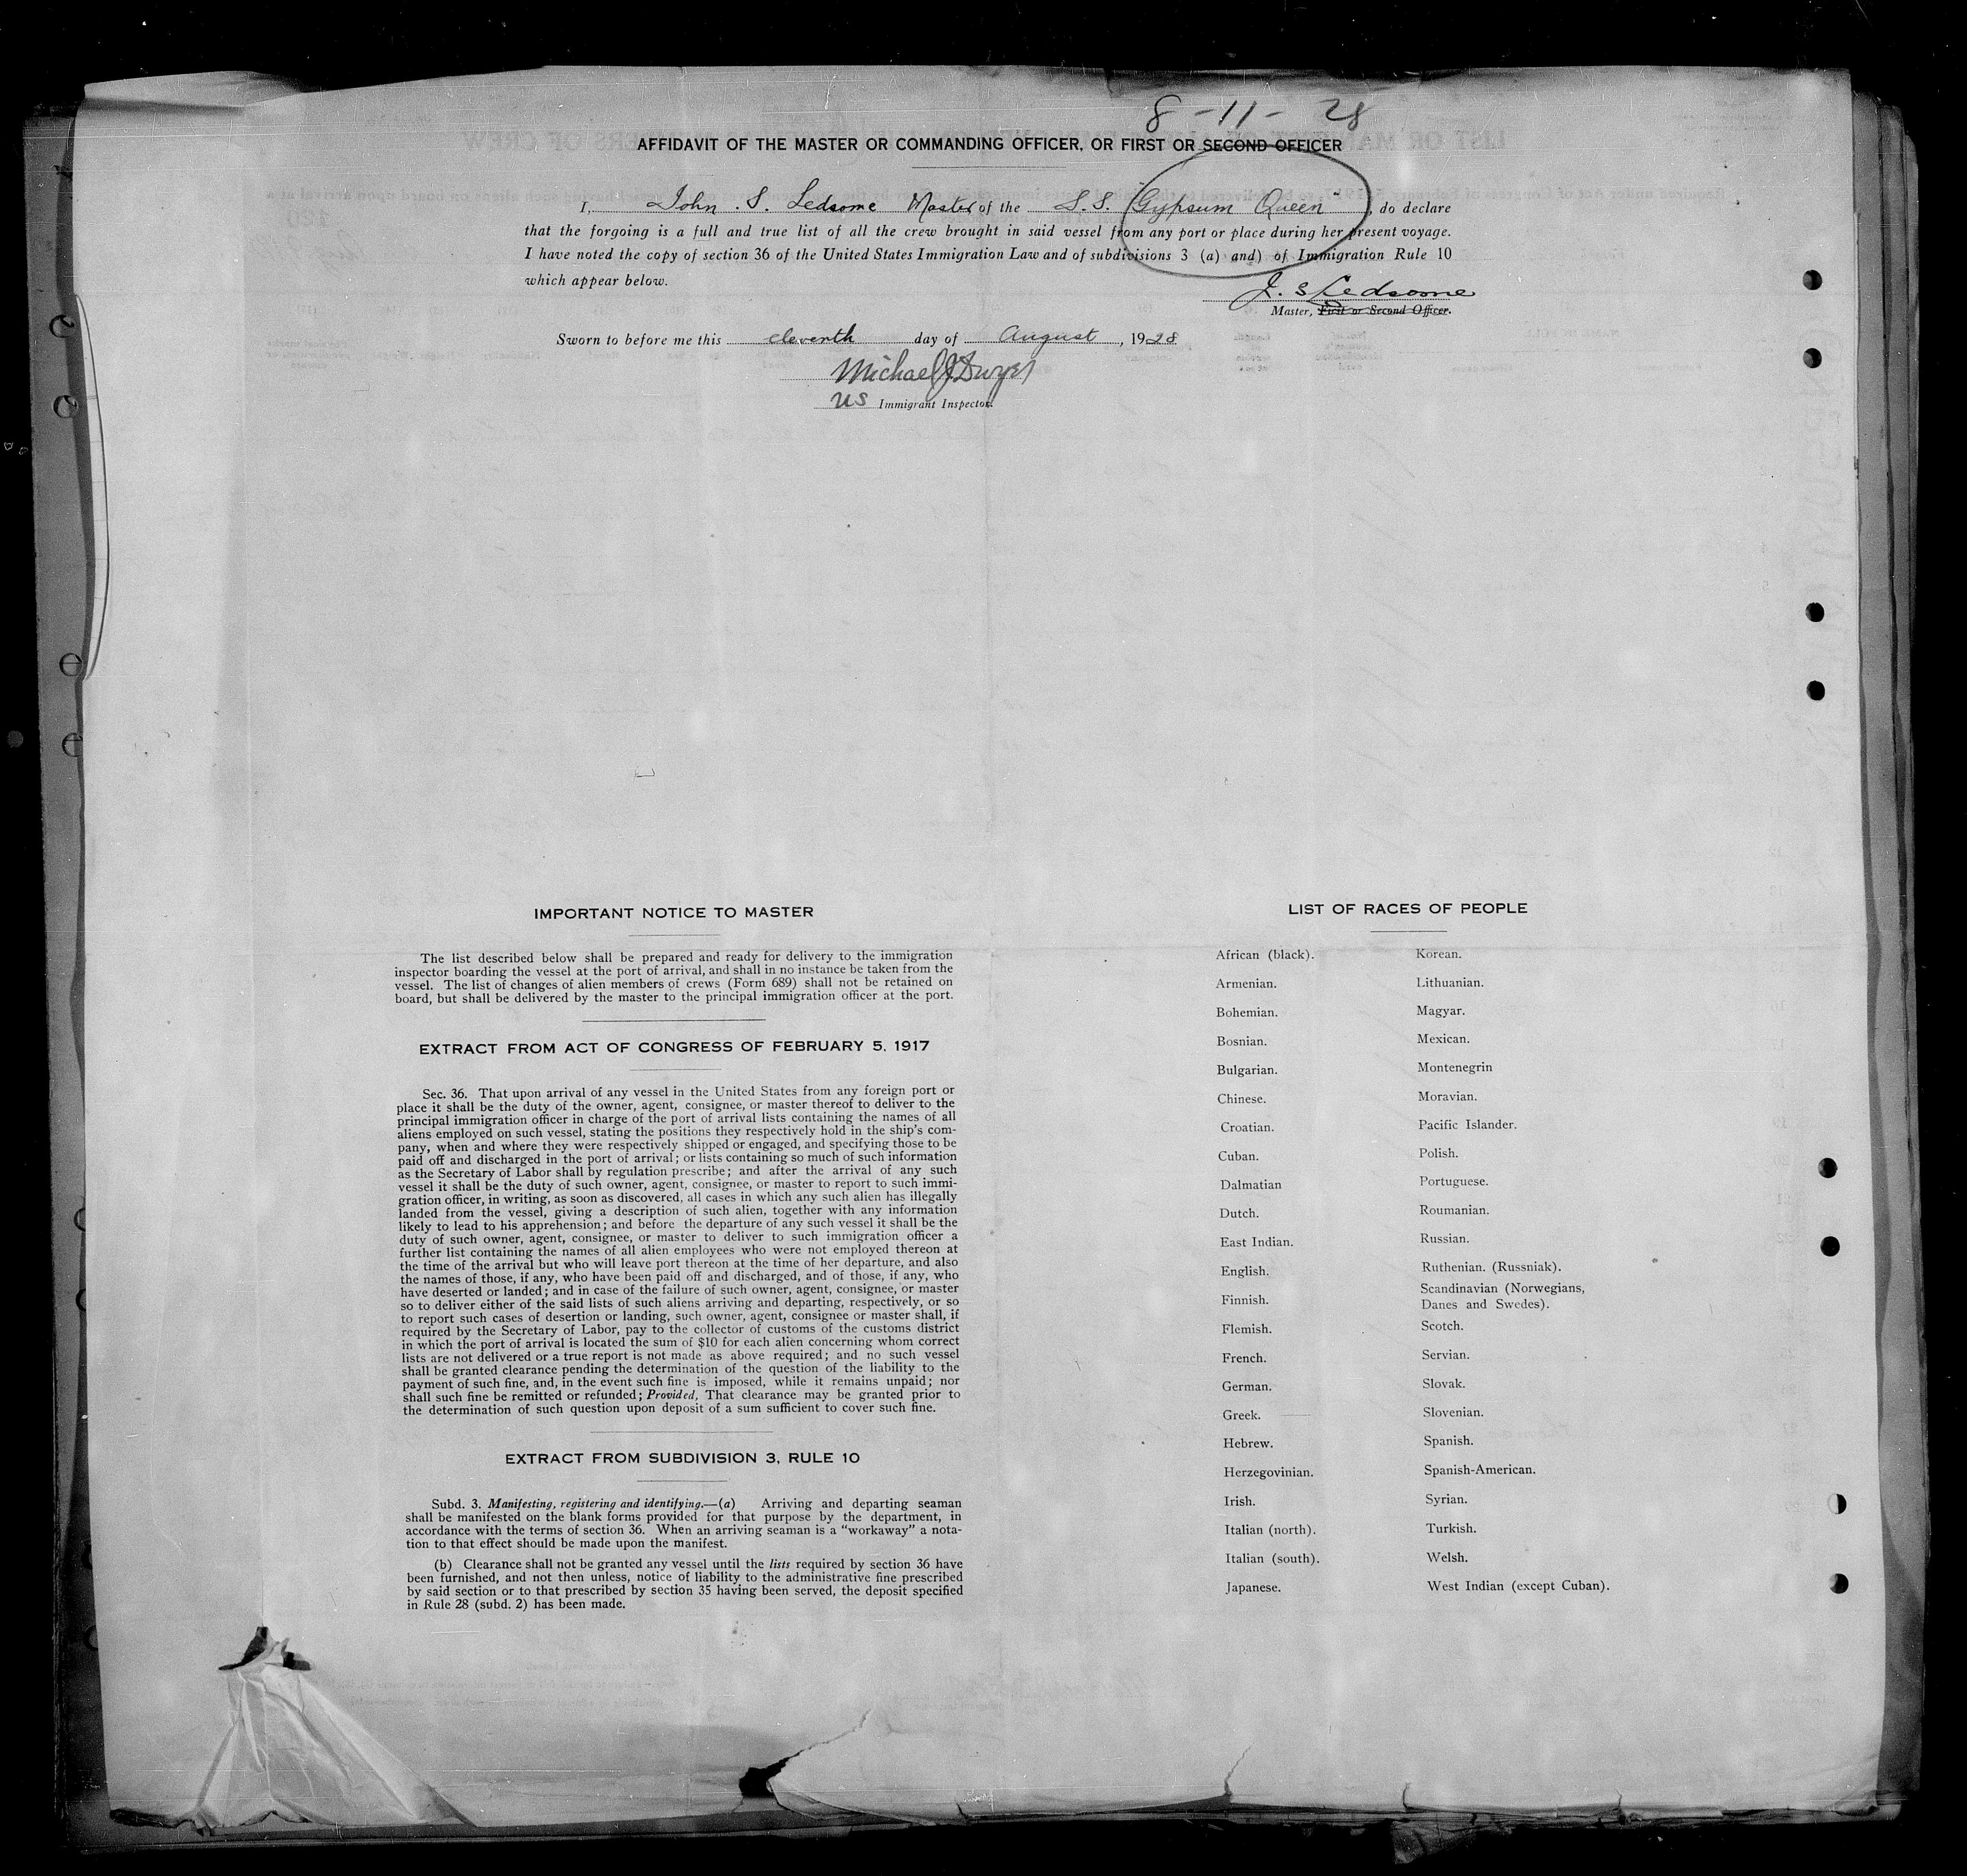 8-11-28
AFFIDAVIT OF THE MASTER OR COMMANDING OFFICER, OR FIRST OR SECOND OFFICER
I, John S. Ledsome Master of the S.S. "Gypsum Queen", do declare
that the forgoing is a full and true list of all the crew brought in said vessel from any port or place during her present voyage.
I have noted the copy of section 36 of the United States Immigration Law and of subdivisions 3 (a) and) of Immigration Rule 10
which appear below.
J. S Ledsome
Master, First or Second Officer.
Sworn to before me this eleventh day of August, 1928
Michael J Dwyer
US Immigrant Inspector.
IMPORTANT NOTICE TO MASTER
The list described below shall be prepared and ready for delivery to the immigration
inspector boarding the vessel at the port of arrival, and shall in no instance be taken from the
vessel. The list of changes of alien members of crews (Form 689) shall not be retained on
board, but shall be delivered by the master to the principal immigration officer at the port.
EXTRACT FROM ACT OF CONGRESS OF FEBRUARY 5, 1917
Sec. 36. That upon arrival of any vessel in the United States from any foreign port or
place it shall be the duty of the owner, agent, consignee, or master thereof to deliver to the
principal immigration officer in charge of the port of arrival lists containing the names of all
aliens employed on such vessel, stating the positions they respectively hold in the ship's com-
pany, when and where they were respectively shipped or engaged, and specifying those to be
paid off and discharged in the port of arrival; or lists containing so much of such information
as the Secretary of Labor shall by regulation prescribe; and after the arrival of any such
vessel it shall be the duty of such owner, agent, consignee, or master to report to such immi-
gration officer, in writing, as soon as discovered, all cases in which any such alien has illegally
landed from the vessel, giving a description of such alien, together with any information
likely to lead to his apprehension; and before the departure of any such vessel it shall be the
duty of such owner, agent, consignee, or master to deliver to such immigration officer a
further list containing the names of all alien employees who were not employed thereon at
the time of the arrival but who will leave port thereon at the time of her departure, and also
the names of those, if any, who have been paid off and discharged, and of those, if any, who
have deserted or landed; and in case of the failure of such owner, agent, consignee, or master
so to deliver either of the said lists of such aliens arriving and departing, respectively, or so
to report such cases of desertion or landing, such owner, agent, consignee or master shall, if
required by the Secretary of Labor, pay to the collector of customs of the customs district
in which the port of arrival is located the sum of $10 for each alien concerning whom correct
lists are not delivered or a true report is not made as above required; and no such vessel
shall be granted clearance pending the determination of the question of the liability to the
payment of such fine, and, in the event such fine is imposed, while it remains unpaid; nor
shall such fine be remitted or refunded; Provided, That clearance may be granted prior to
the determination of such question upon deposit of a sum sufficient to cover such fine.
EXTRACT FROM SUBDIVISION 3, RULE 10
Subd. 3. Manifesting, registering and identifying.—(a) Arriving and departing seaman
shall be manifested on the blank forms provided for that purpose by the department, in
accordance with the terms of section 36. When an arriving seaman is a "workaway" a nota-
tion to that effect should be made upon the manifest.
(b) Clearance shall not be granted any vessel until the lists required by section 36 have
been furnished, and not then unless, notice of liability to the administrative fine prescribed
by said section or to that prescribed by section 35 having been served, the deposit specified
in Rule 28 (subd. 2) has been made.
LIST OF RACES OF PEOPLE
African (black).
Armenian.
Bohemian.
Bosnian.
Bulgarian.
Chinese.
Croatian.
Cuban.
Dalmatian
Dutch.
East Indian.
English.
Finnish.
Flemish.
French.
German.
Greek.
Hebrew.
Herzegovinian.
Irish.
Italian (north).
Italian (south).
Japanese.
Korean.
Lithuanian.
Magyar.
Mexican.
Montenegrin
Moravian.
Pacific Islander.
Polish.
Portuguese.
Roumanian.
Russian.
Ruthenian. (Russniak).
Scandinavian (Norwegians,
Danes and Swedes).
Scotch.
Servian.
Slovak.
Slovenian.
Spanish.
Spanish-American.
Syrian.
Turkish.
Welsh.
West Indian (except Cuban).